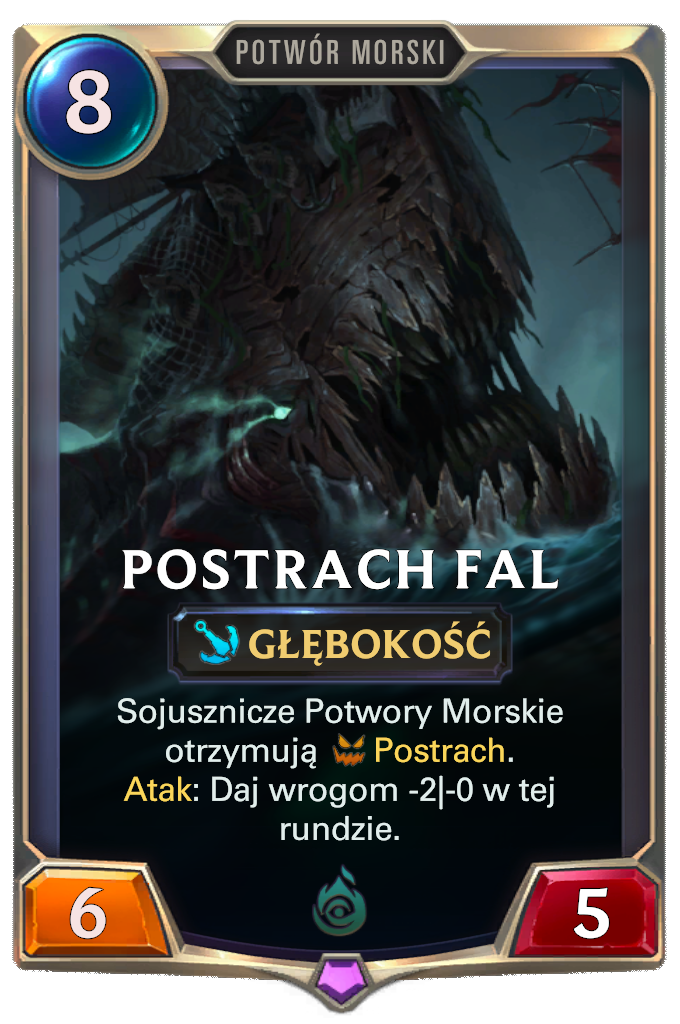 POTWÓR MORSKI
8
POSTRACH FAL
GŁĘBOKOŚĆ
Sojusznicze Potwory Morskie
otrzymują Postrach.
Atak: Daj wrogom -2|-0 w tej
rundzie.
6
5